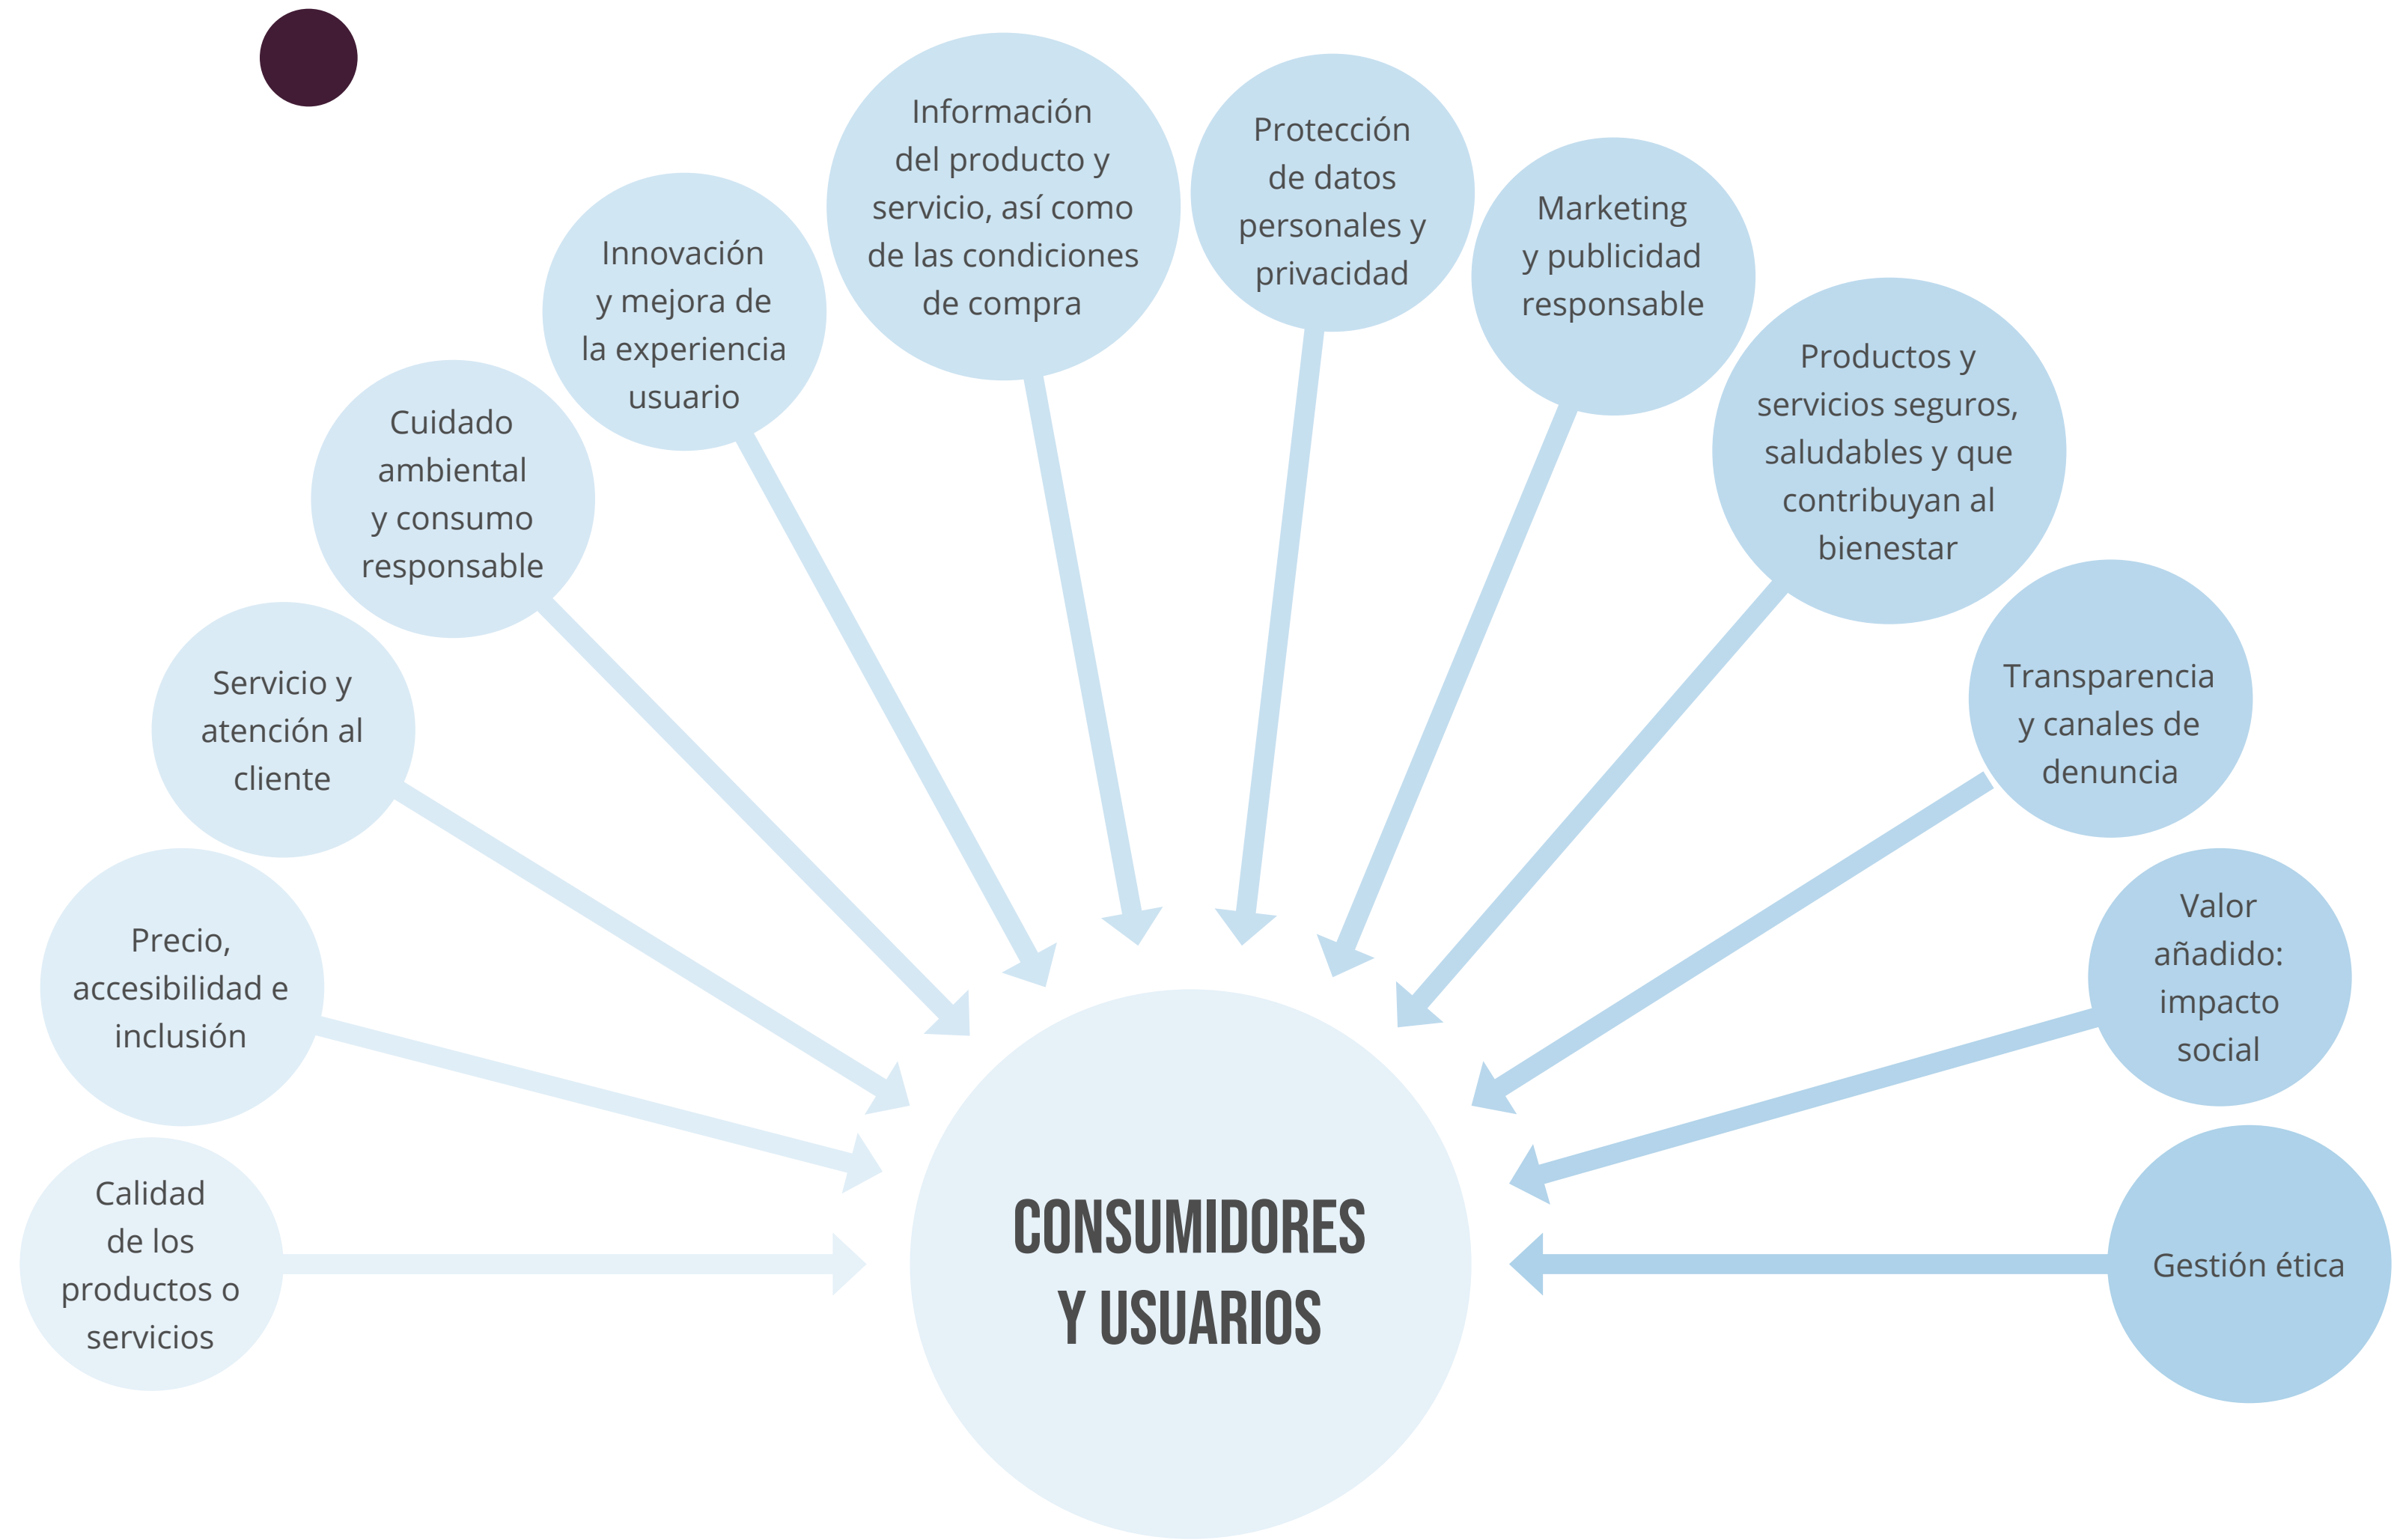 Calidad
de los
productos o
servicios
Precio,
accesibilidad e
inclusión
Servicio y
atención al
cliente
Cuidado
ambiental
y consumo
responsable
Innovación
y mejora de
la experiencia
usuario
Información
del producto y
servicio, así como
de las condiciones
de compra
Protección
de datos
personales y
privacidad
Marketing
y publicidad
responsable
Productos y
servicios seguros,
saludables y que
contribuyan al
bienestar
Transparencia
y canales de
denuncia
Valor
añadido:
impacto
social
Gestión ética
CONSUMIDORES
Y USUARIOS